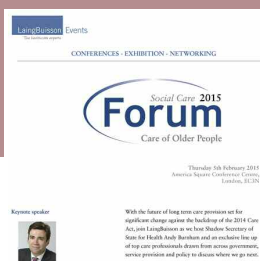 LaingBuisson Events
The healthcare experts
CONFERENCES - EXHIBITION - NETWORKING
Social Care 2015
Forum
Care of Older People
Thursday 5th February 2015
America Square Conference Centre,
London, EC3N
Keynote speaker
With the future of long term care provision set for
significant change against the backdrop of the 2014 Care
Act, join LaingBuisson as we host Shadow Secretary of
State for Health Andy Burnham and an exclusive line up
of top care professionals drawn from across government,
service provision and policy to discuss where we go next.